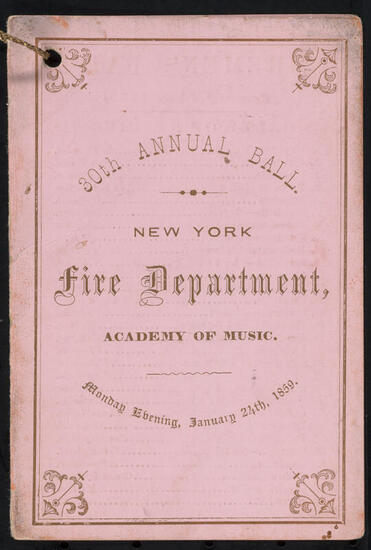 30th ANNUAL BALL.
NEW YORK
Fire Department,
ACADEMY OF MUSIC.
Monday Evening, January 24th, 1859.